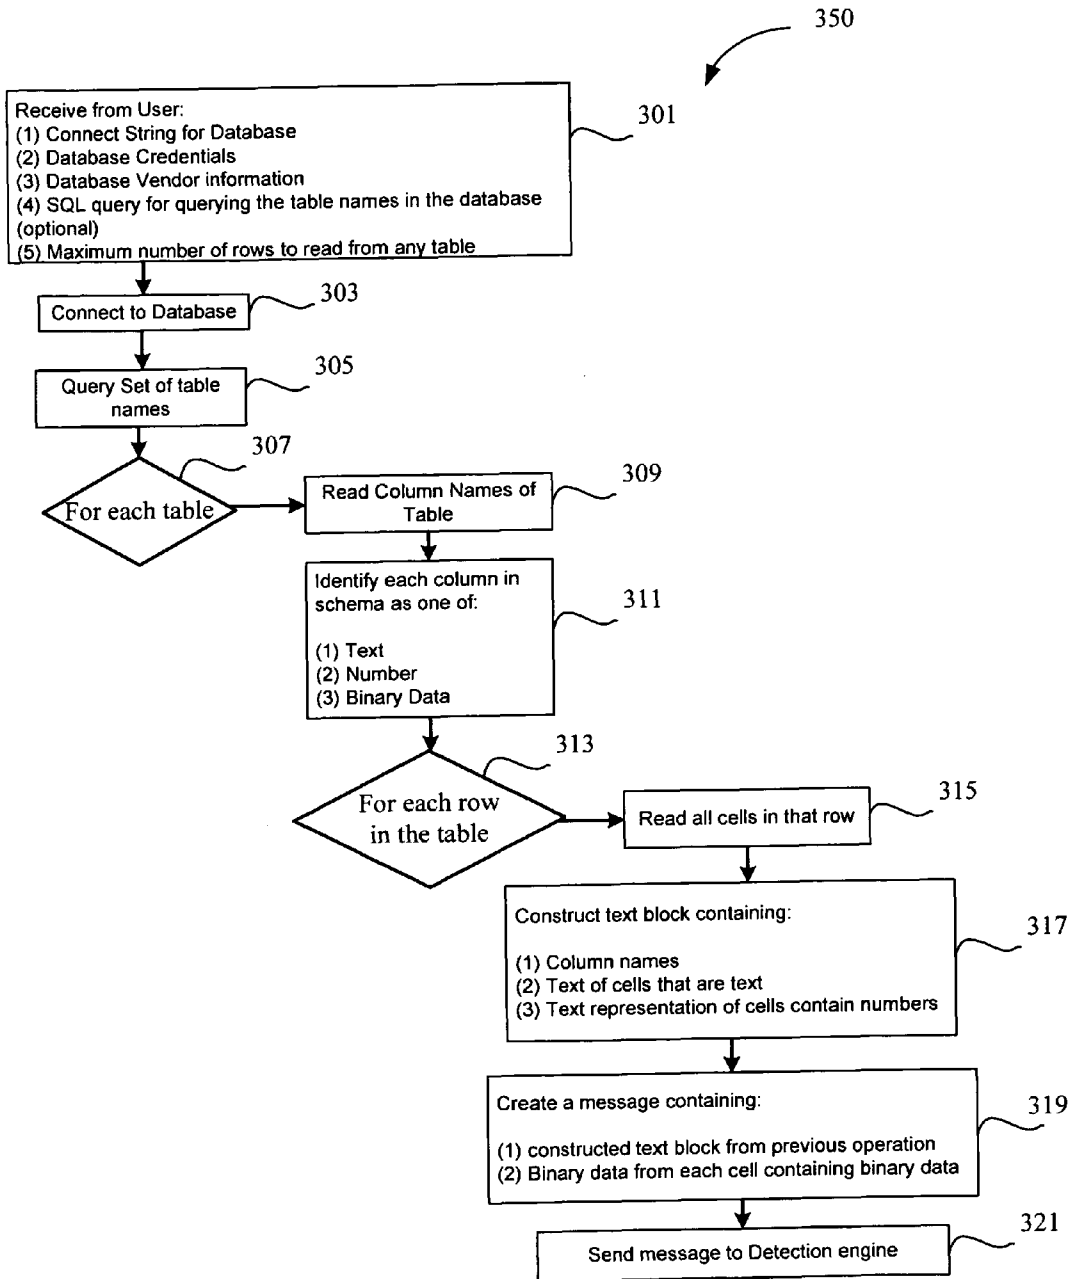 350
Receive from User:
(1) Connect String for Database
(2) Database Credentials
(3) Database Vendor information
(4) SQL query for querying the table names in the database
(optional)
(5) Maximum number of rows to read from any table
301
Connect to Database
303
Query Set of table
names
305
For each table
307
Read Column Names of
Table
309
Identify each column in
schema as one of:
(1) Text
(2) Number
(3) Binary Data
311
For each row
in the table
313
Read all cells in that row
315
Construct text block containing:
(1) Column names
(2) Text of cells that are text
(3) Text representation of cells contain numbers
317
Create a message containing:
(1) constructed text block from previous operation
(2) Binary data from each cell containing binary data
319
Send message to Detection engine
321